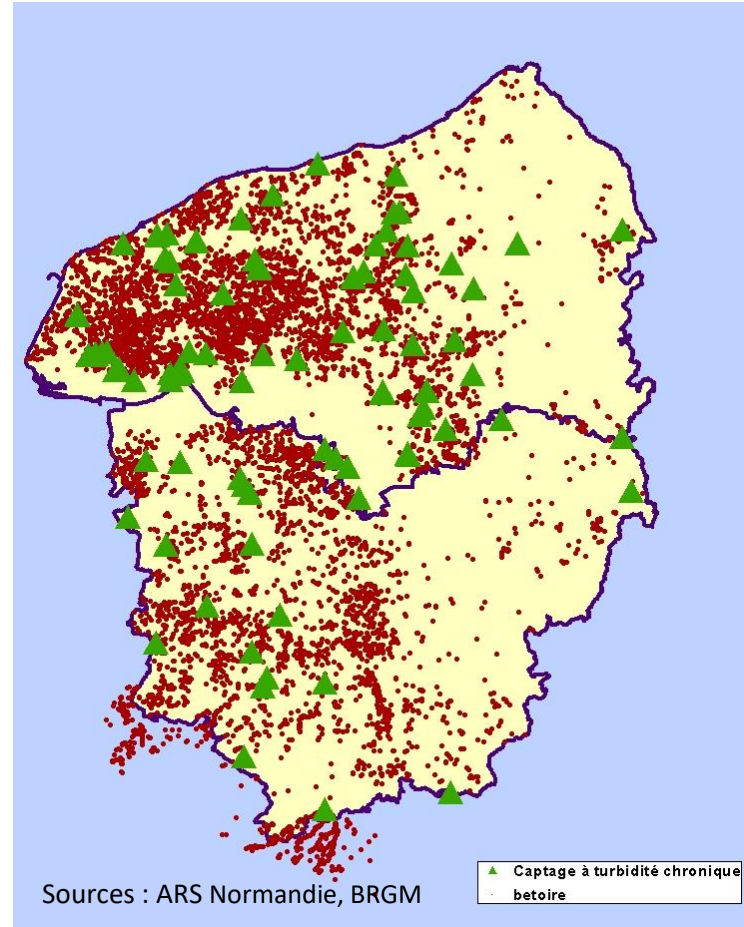 Captage à turbidité chronique
betoire
Sources : ARS Normandie, BRGM